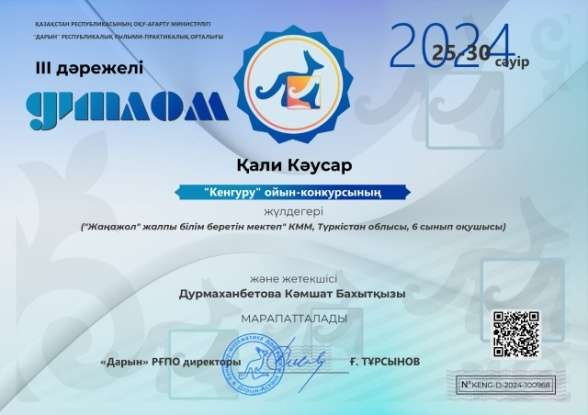 ҚАЗАҚСТАН РЕСПУБЛИКАСЫНЫҢ ОҚУ-АҒАРТУ МИНИСТРЛІГІ
"ДАРЫН" РЕСПУБЛИКАЛЫҚ ҒЫЛЫМИ-ПРАКТИКАЛЫҚ ОРТАЛЫҒЫ
2024
25-30
сәуір
III дәрежелі
ДИПЛОМ
Қали Кәусар
"Кенгуру" ойын-конкурсының
жүлдегері
("Жаңажол" жалпы білім беретін мектеп" КММ, Түркістан облысы, 6 сынып оқушысы)
және жетекшісі
Дурмаханбетова Кәмшат Бахытқызы
МАРАПАТТАЛАДЫ
«Дарын» РҒПО директоры
Ғ. ТҰРСЫНОВ
N°KENG-D-2024-100968